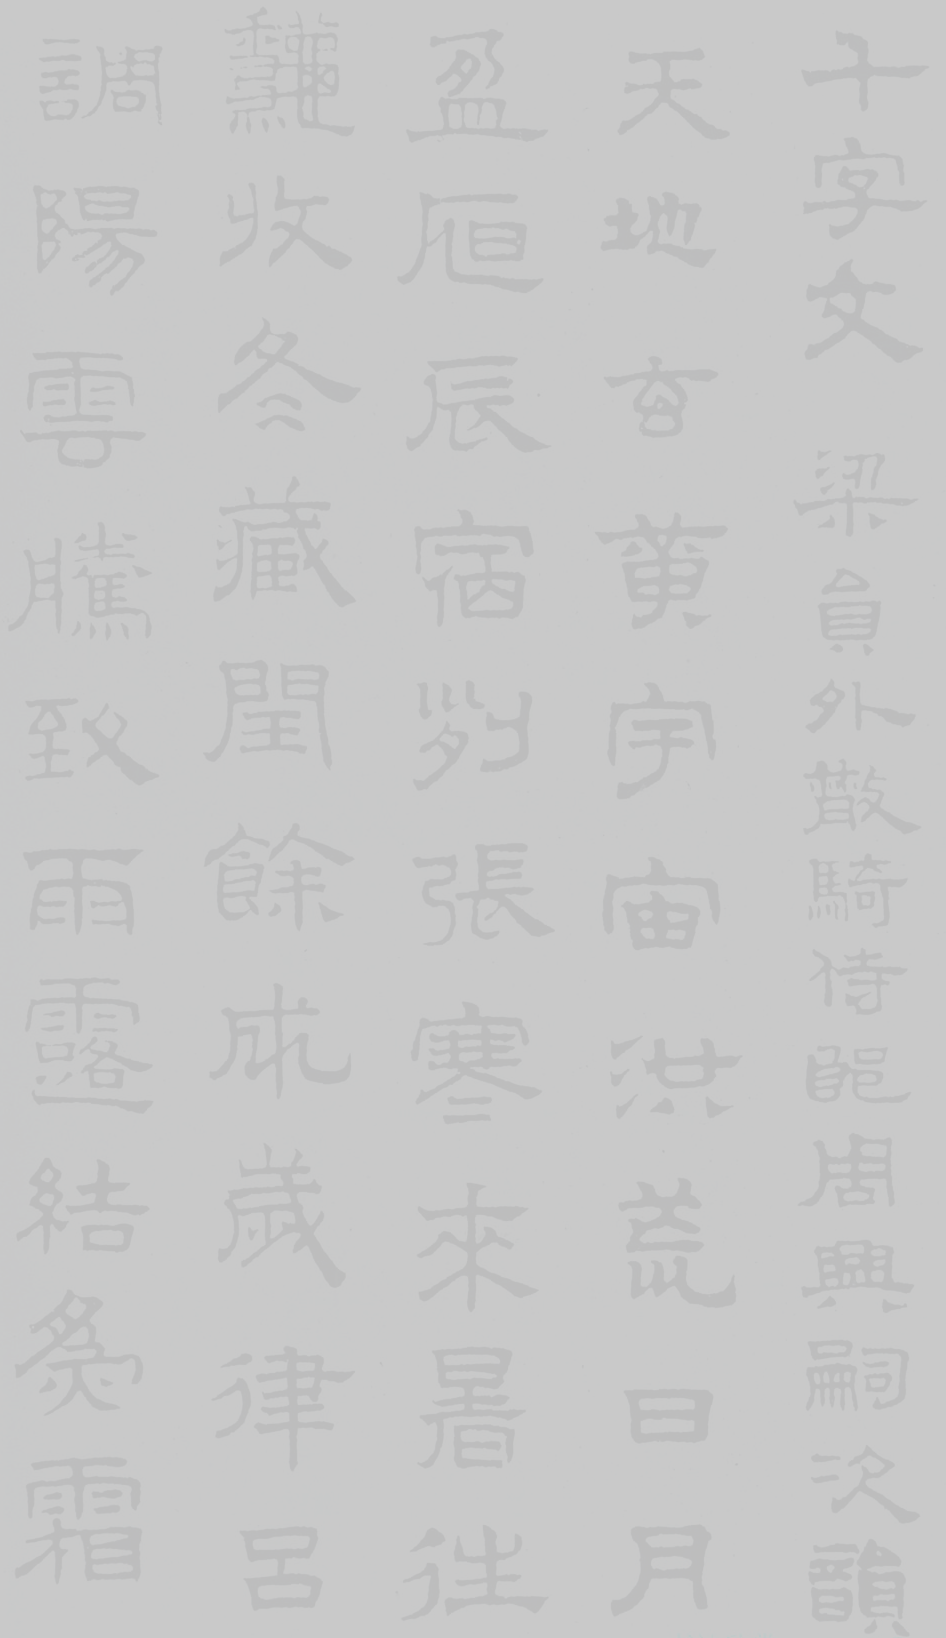 千字文 梁員外散騎侍郎周興嗣次韻
天地玄黃宇宙洪荒日月
盈昃辰宿列張寒來暑往
秋收冬藏閏餘成歲律呂
調陽雲騰致雨露結為霜